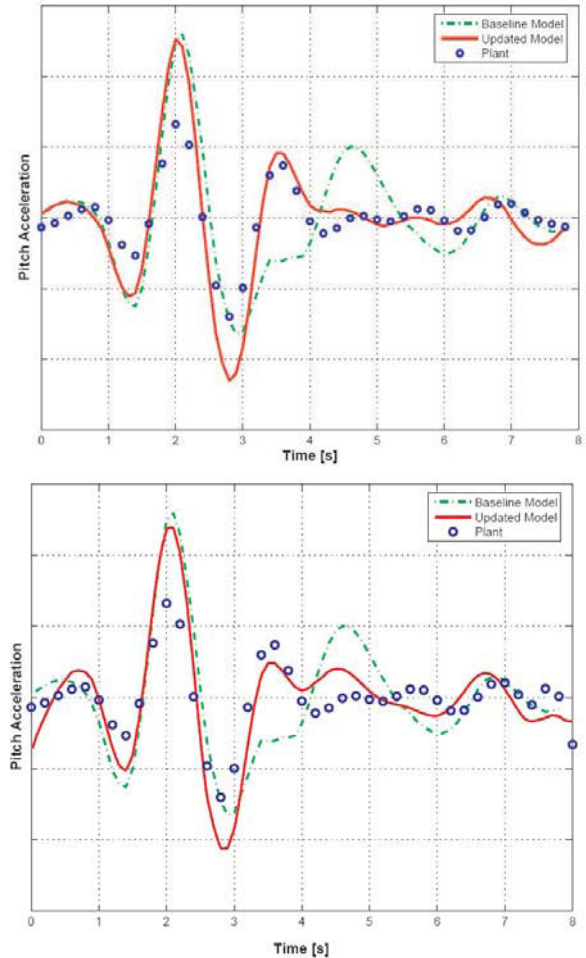 Baseline Model
Updated Model
Plant
Pitch Acceleration
0 1 2 3 4 5 6 7 8
Time [s]
Baseline Model
Updated Model
Plant
Pitch Acceleration
0 1 2 3 4 5 6 7 8
Time [s]